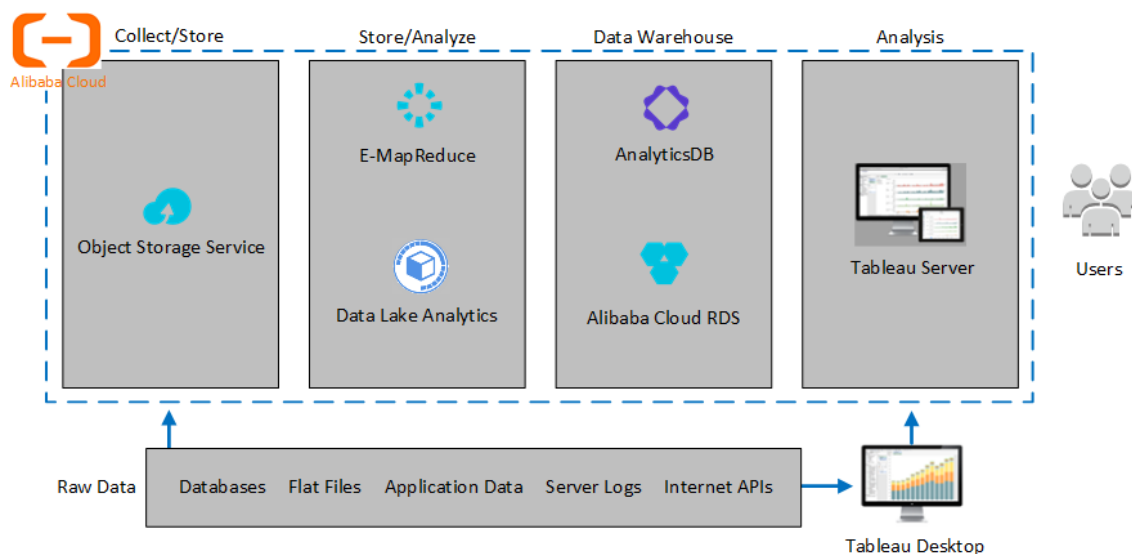 Collect/Store
Store/Analyze
Data Warehouse
Analysis
Alibaba Cloud
E-MapReduce
AnalyticsDB
Object Storage Service
Tableau Server
Users
Data Lake Analytics
Alibaba Cloud RDS
Raw Data
Databases
Flat Files
Application Data
Server Logs
Internet APIs
Tableau Desktop